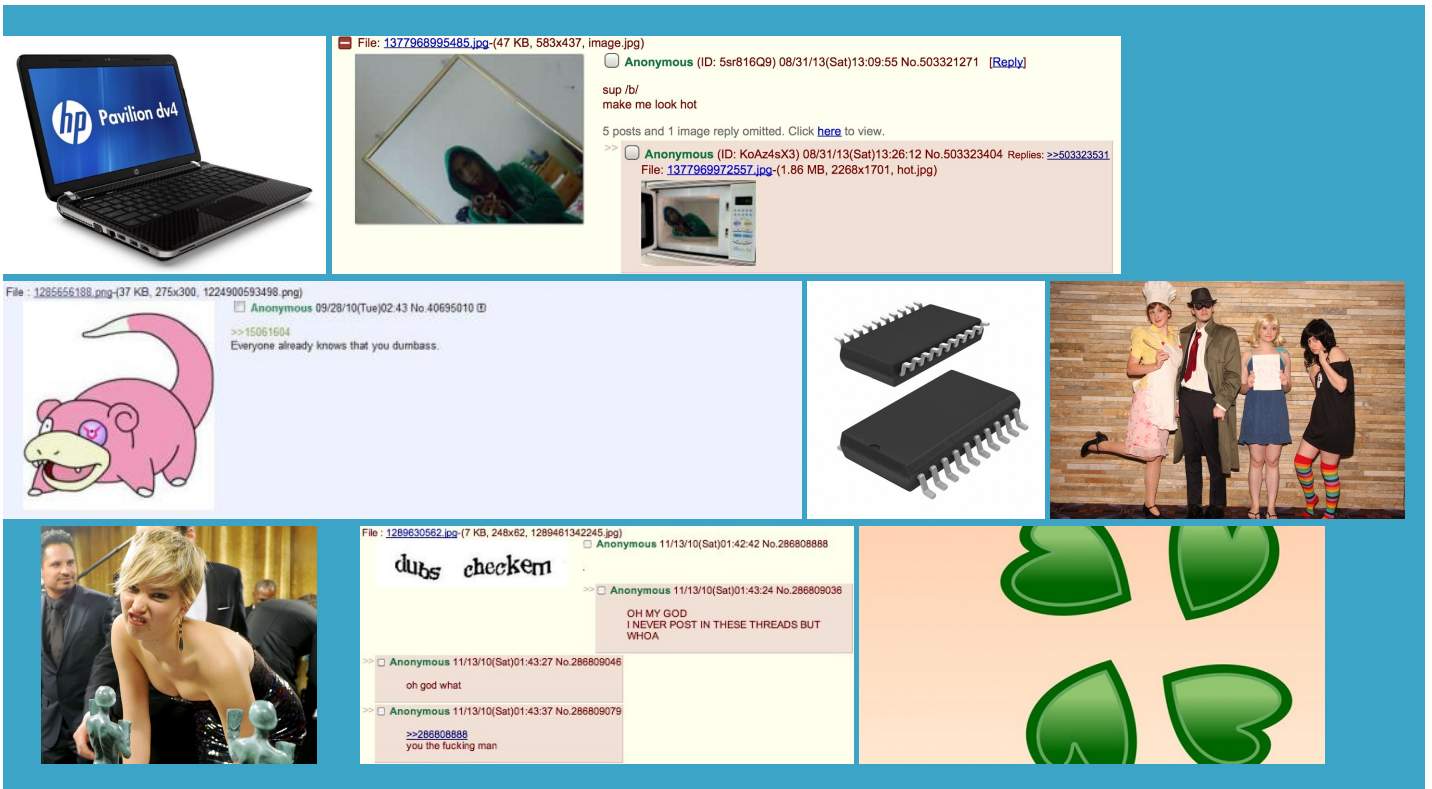 hp Pavilion dv4
File: 1377968995485.jpg-(47 KB, 583x437, image.jpg)
Anonymous (ID: 5sr816Q9) 08/31/13(Sat)13:09:55 No.503321271 [Reply]
sup /b/
make me look hot
5 posts and 1 image reply omitted. Click here to view.
>> Anonymous (ID: KoAz4sX3) 08/31/13(Sat)13:26:12 No.503323404 Replies: >>503323531
File: 1377969972557.jpg-(1.86 MB, 2268x1701, hot.jpg)
File : 1285656188.png-(37 KB, 275x300, 1224900593498.png)
Anonymous 09/28/10(Tue)02:43 No.40695010
>>15061604
Everyone already knows that you dumbass.
File : 1289630562.jpg-(7 KB, 248x62, 1289461342245.jpg)
dubs checkem
Anonymous 11/13/10(Sat)01:42:42 No.286808888
.
>> Anonymous 11/13/10(Sat)01:43:24 No.286809036
OH MY GOD
I NEVER POST IN THESE THREADS BUT
WHOA
>> Anonymous 11/13/10(Sat)01:43:27 No.286809046
oh god what
>> Anonymous 11/13/10(Sat)01:43:37 No.286809079
>>286808888
you the fucking man